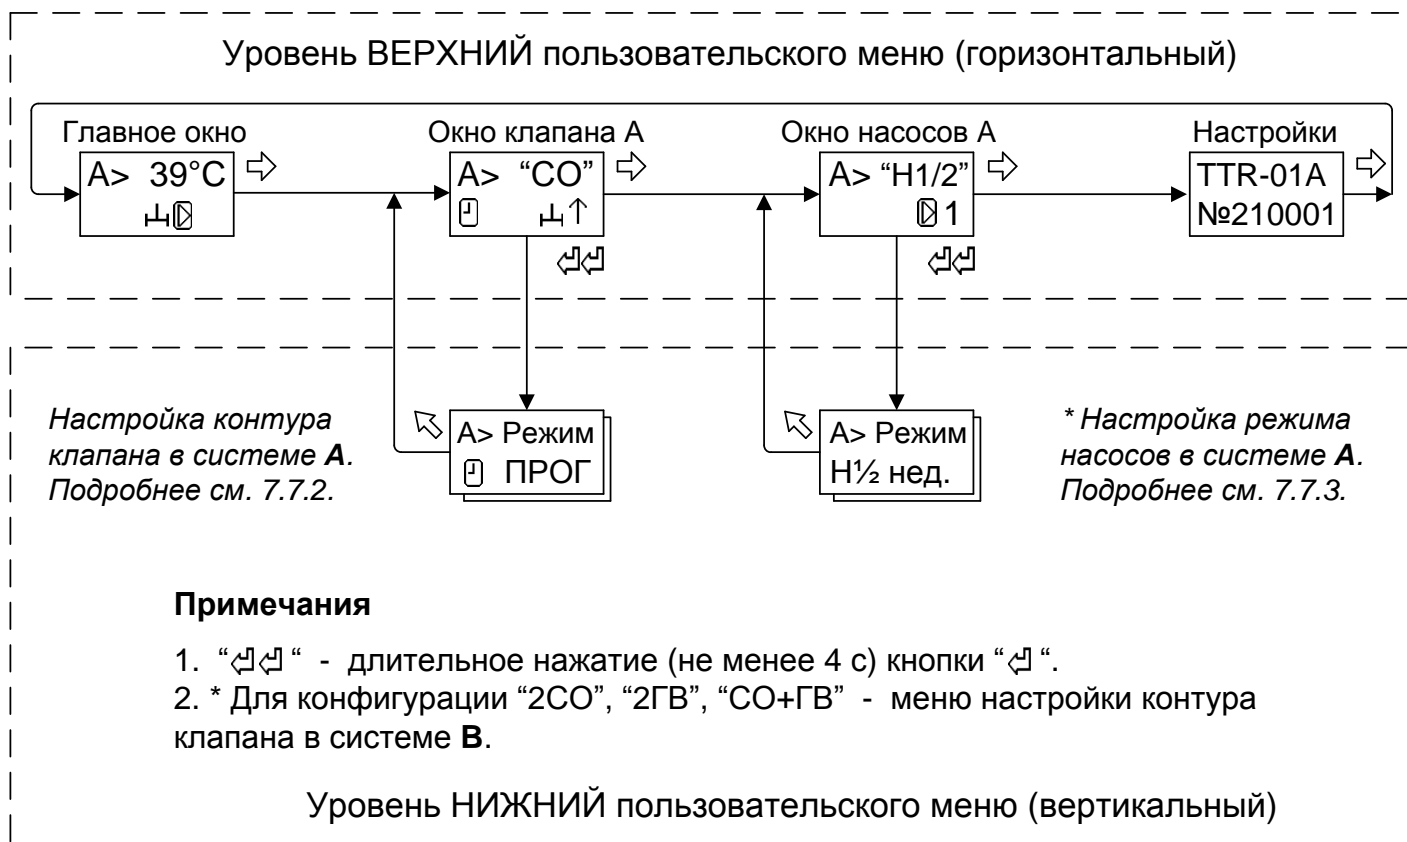 Уровень ВЕРХНИЙ пользовательского меню (горизонтальный)
Главное окно
A> 39°C
Окно клапана А
A> “СО”
Окно насосов А
A> “Н1/2”
1
Настройки
TTR-01A
№210001
Настройка контура
клапана в системе А.
Подробнее см. 7.7.2.
A> Режим
ПРОГ
A> Режим
Н½ нед.
* Настройка режима
насосов в системе А.
Подробнее см. 7.7.3.
Примечания
1. “⏎⏎“ - длительное нажатие (не менее 4 с) кнопки “⏎“.
2. * Для конфигурации “2СО”, “2ГВ”, “СО+ГВ” - меню настройки контура
клапана в системе В.
Уровень НИЖНИЙ пользовательского меню (вертикальный)